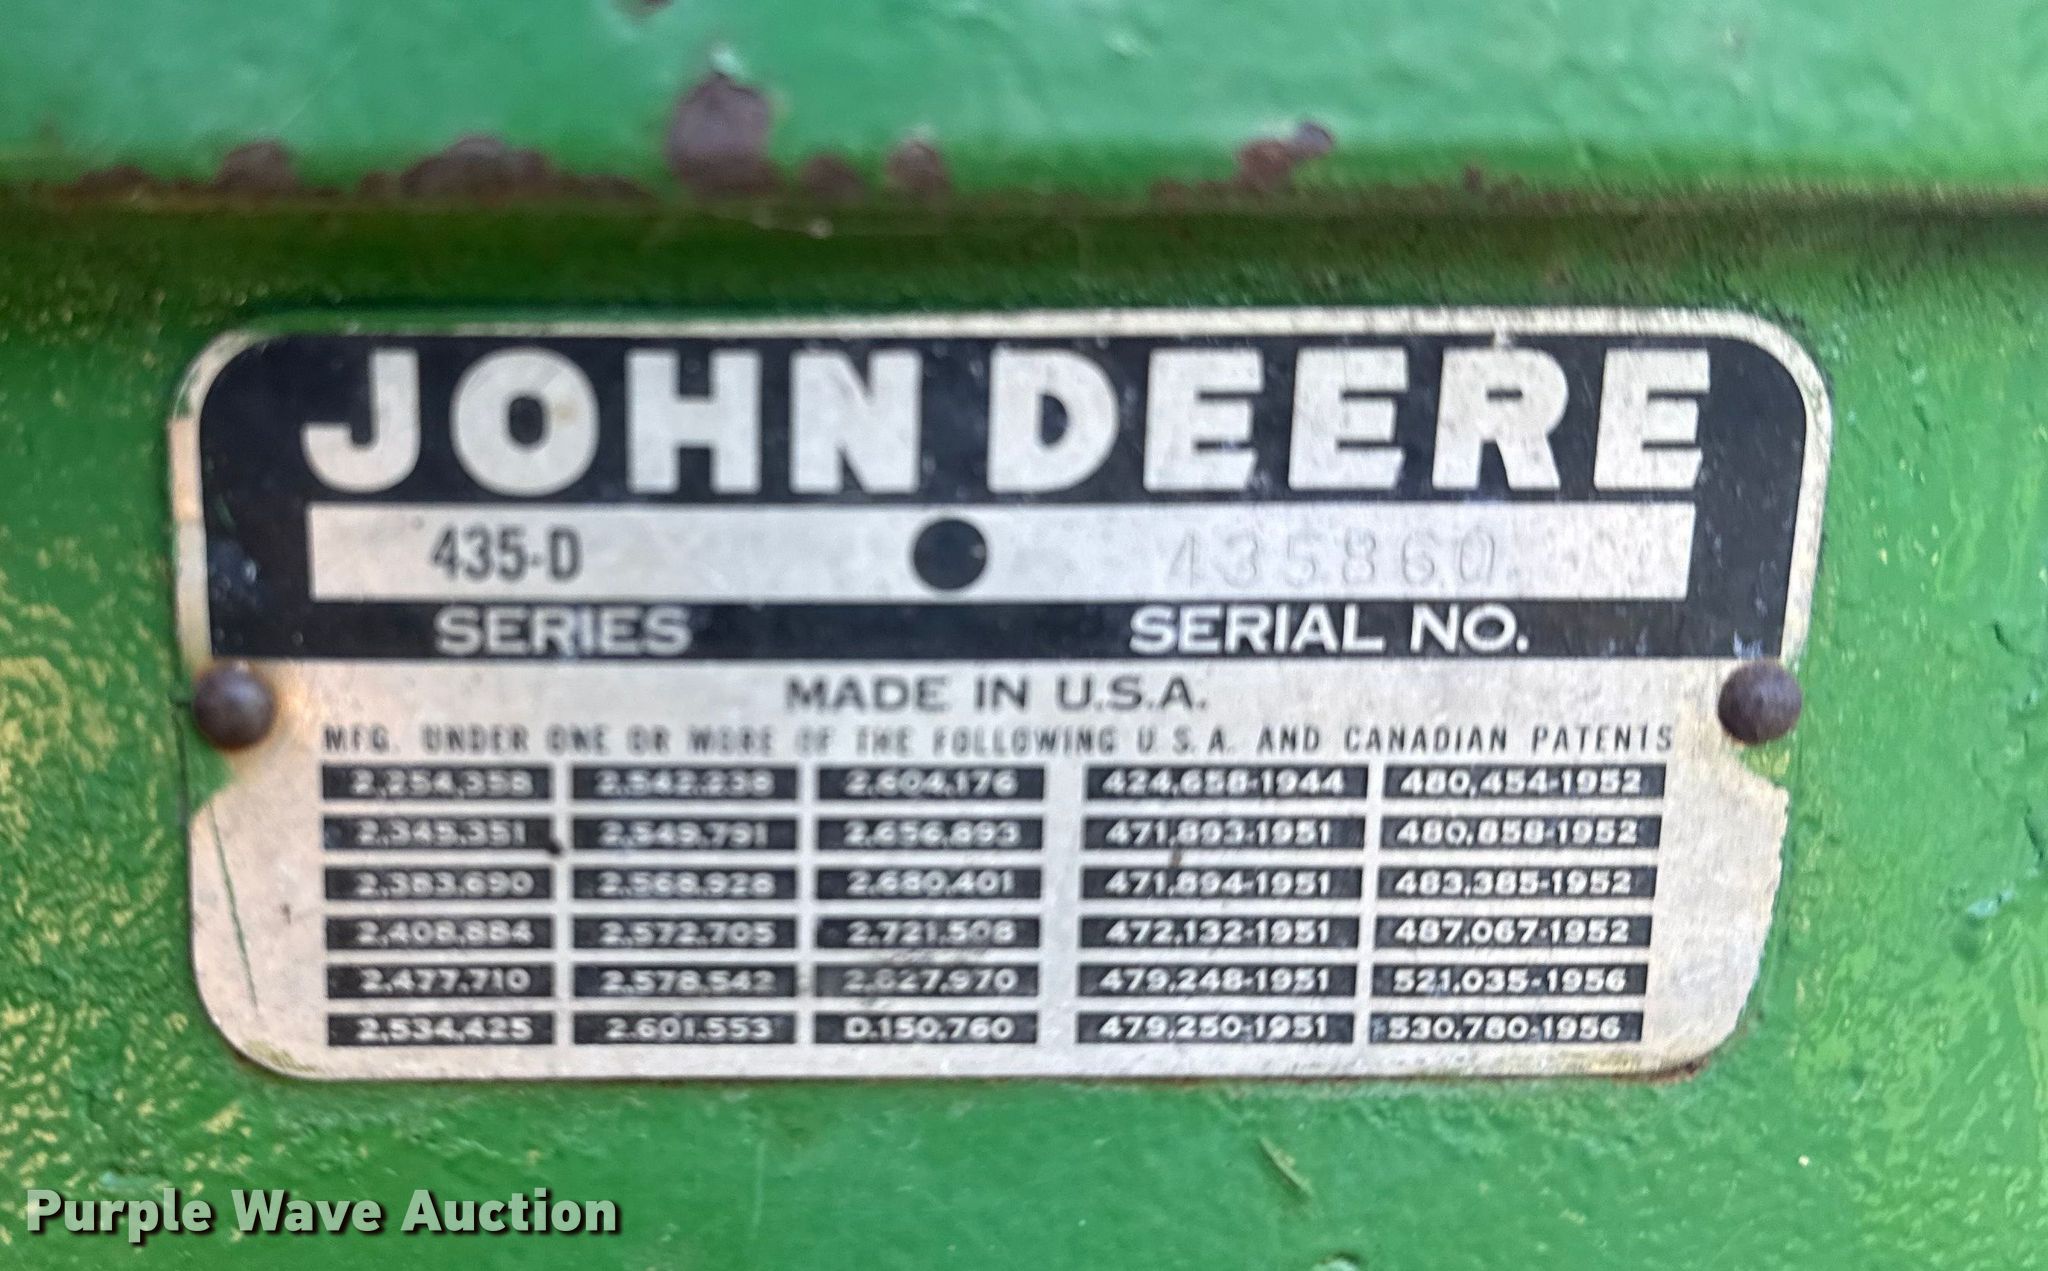 JOHN DEERE
435-D 435860
SERIES SERIAL NO.
MADE IN U.S.A.
MFG. UNDER ONE OR MORE OF THE FOLLOWING U.S.A. AND CANADIAN PATENTS
2,254,358 2,542,239 2,604,176 424,658-1944 480,454-1952
2,345,351 2,549,791 2,656,893 471,893-1951 480,858-1952
2,383,690 2,568,928 2,680,401 471,894-1951 483,385-1952
2,408,884 2,572,705 2,721,508 472,132-1951 487,067-1952
2,477,710 2,578,542 2,827,970 479,248-1951 521,035-1956
2,534,425 2,601,553 D.150,760 479,250-1951 530,780-1956
Purple Wave Auction